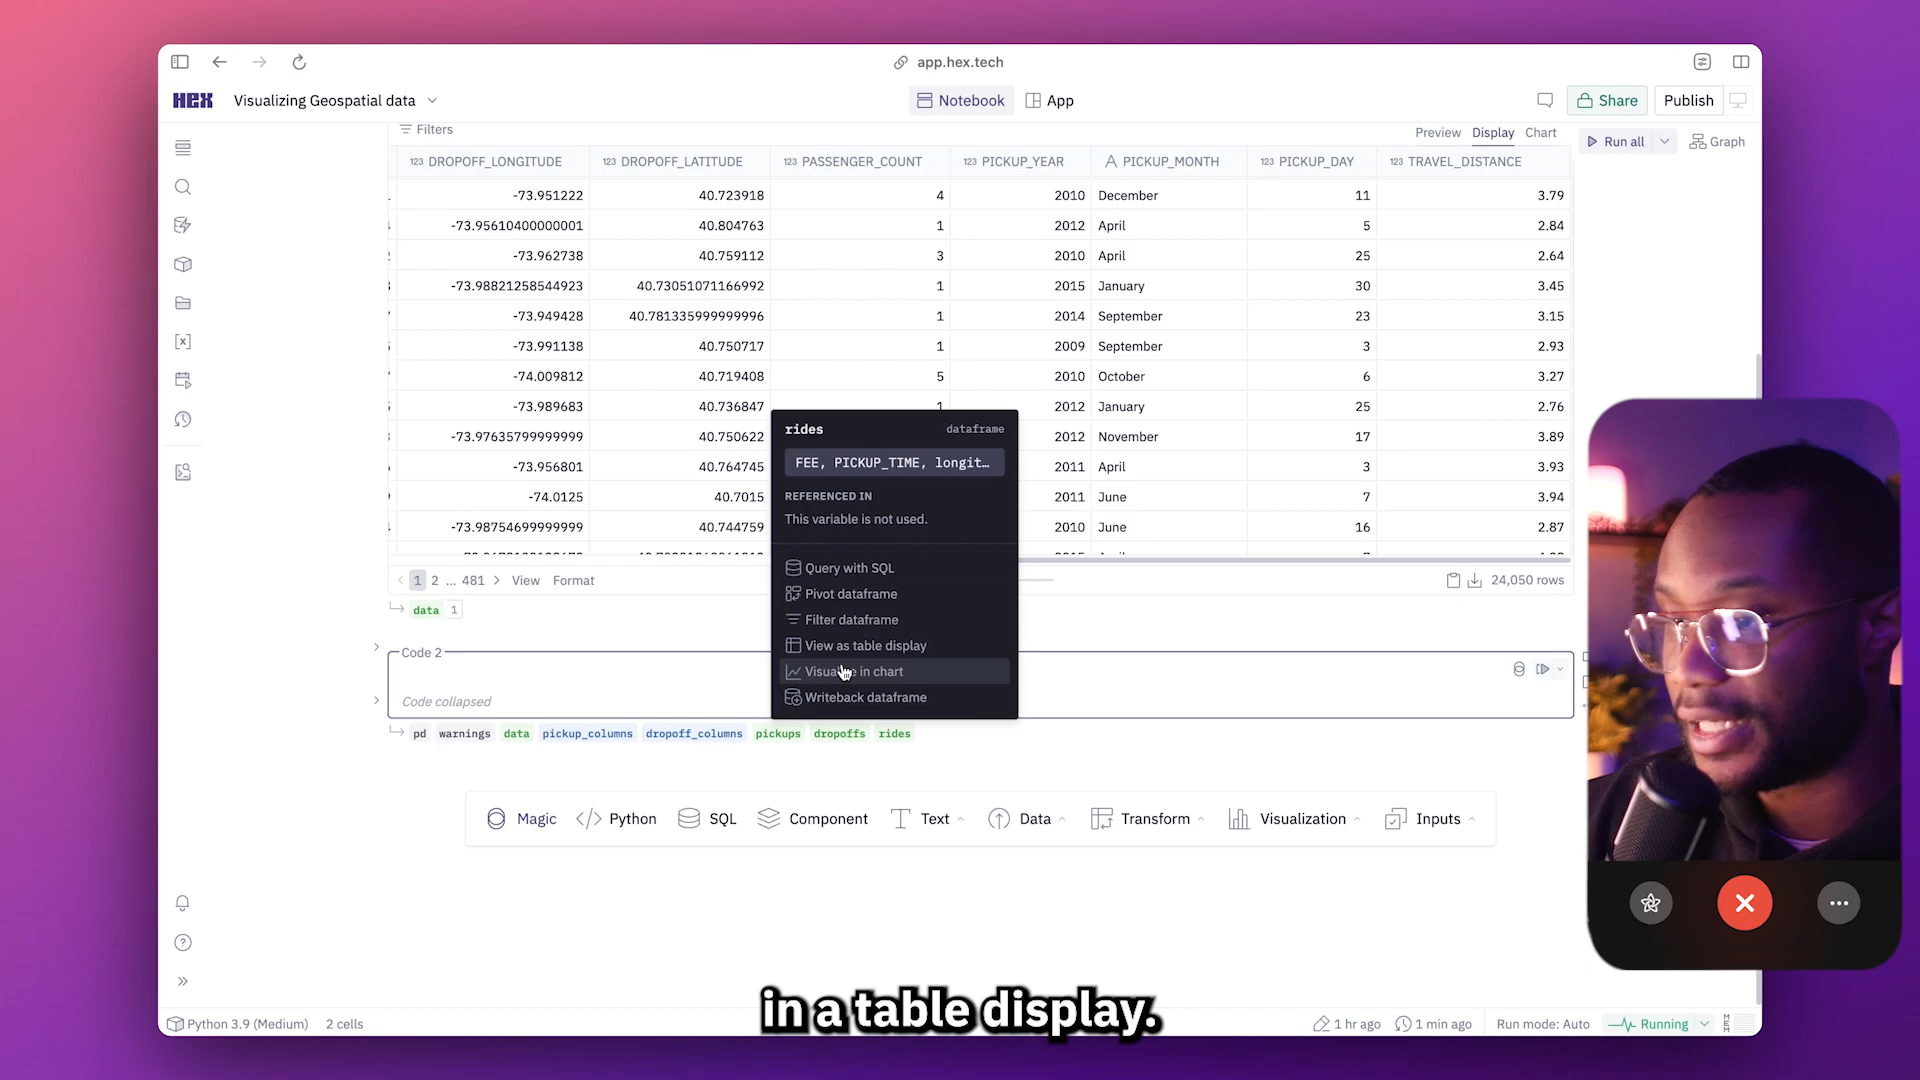 app.hex.tech
HEX Visualizing Geospatial data Notebook App Share Publish
Filters Preview Display Chart Run all Graph
123 DROPOFF_LONGITUDE 123 DROPOFF_LATITUDE 123 PASSENGER_COUNT 123 PICKUP_YEAR A PICKUP_MONTH 123 PICKUP_DAY 123 TRAVEL_DISTANCE
-73.951222 40.723918 4 2010 December 11 3.79
-73.95610400000001 40.804763 1 2012 April 5 2.84
-73.962738 40.759112 3 2010 April 25 2.64
-73.98821258544923 40.73051071166992 1 2015 January 30 3.45
-73.949428 40.781335999999996 1 2014 September 23 3.15
-73.991138 40.750717 1 2009 September 3 2.93
-74.009812 40.719408 5 2010 October 6 3.27
-73.989683 40.736847 1 2012 January 25 2.76
-73.97635799999999 40.750622 2012 November 17 3.89
-73.956801 40.764745 2011 April 3 3.93
-74.0125 40.7015 2011 June 7 3.94
-73.98754699999999 40.744759 2010 June 16 2.87
rides dataframe
FEE, PICKUP_TIME, longit…
REFERENCED IN
This variable is not used.
Query with SQL
Pivot dataframe
Filter dataframe
View as table display
Visualize in chart
Writeback dataframe
1 2 ... 481 View Format 24,050 rows
data 1
Code 2
Code collapsed
pd warnings data pickup_columns dropoff_columns pickups dropoffs rides
Magic Python SQL Component Text Data Transform Visualization Inputs
in a table display.
Python 3.9 (Medium) 2 cells 1 hr ago 1 min ago Run mode: Auto Running MEM